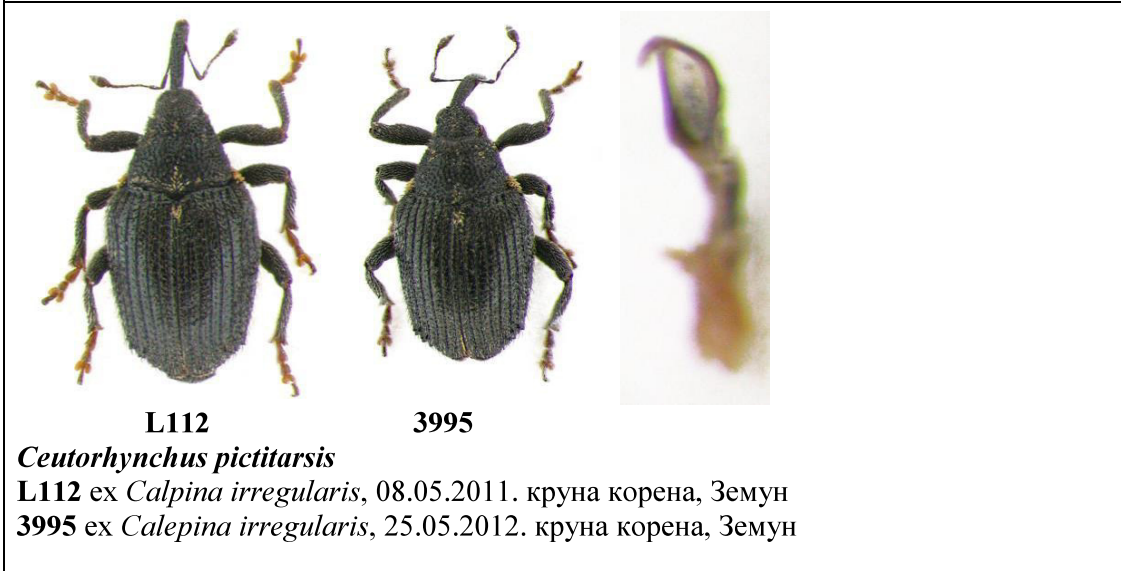 L112 3995
Ceutorhynchus pictitarsis
L112 ex Calpina irregularis, 08.05.2011. круна корена, Земун
3995 ex Calepina irregularis, 25.05.2012. круна корена, Земун